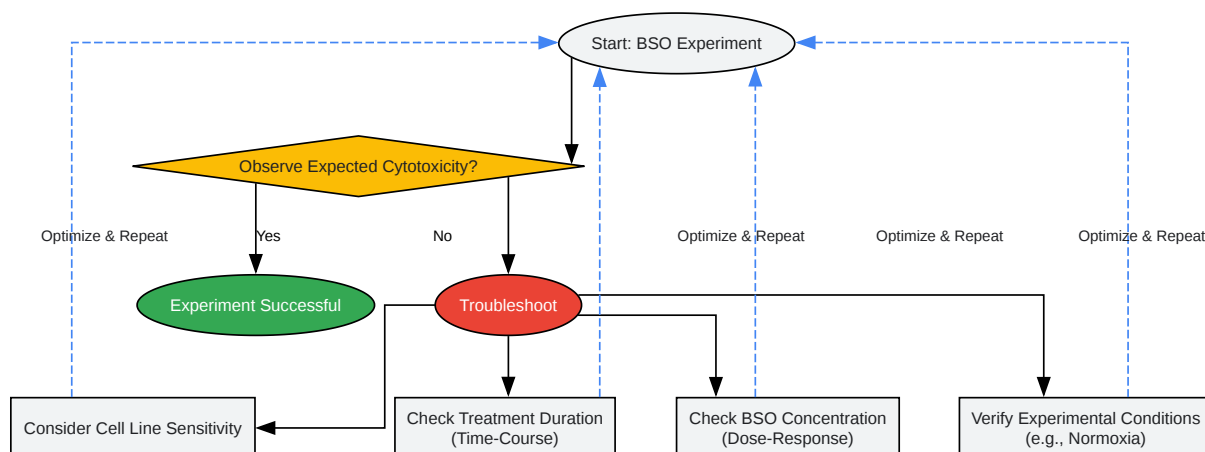 Start: BSO Experiment
Observe Expected Cytotoxicity?
Optimize & Repeat
Yes
No
Optimize & Repeat
Optimize & Repeat
Optimize & Repeat
Experiment Successful
Troubleshoot
Consider Cell Line Sensitivity
Check Treatment Duration
(Time-Course)
Check BSO Concentration
(Dose-Response)
Verify Experimental Conditions
(e.g., Normoxia)